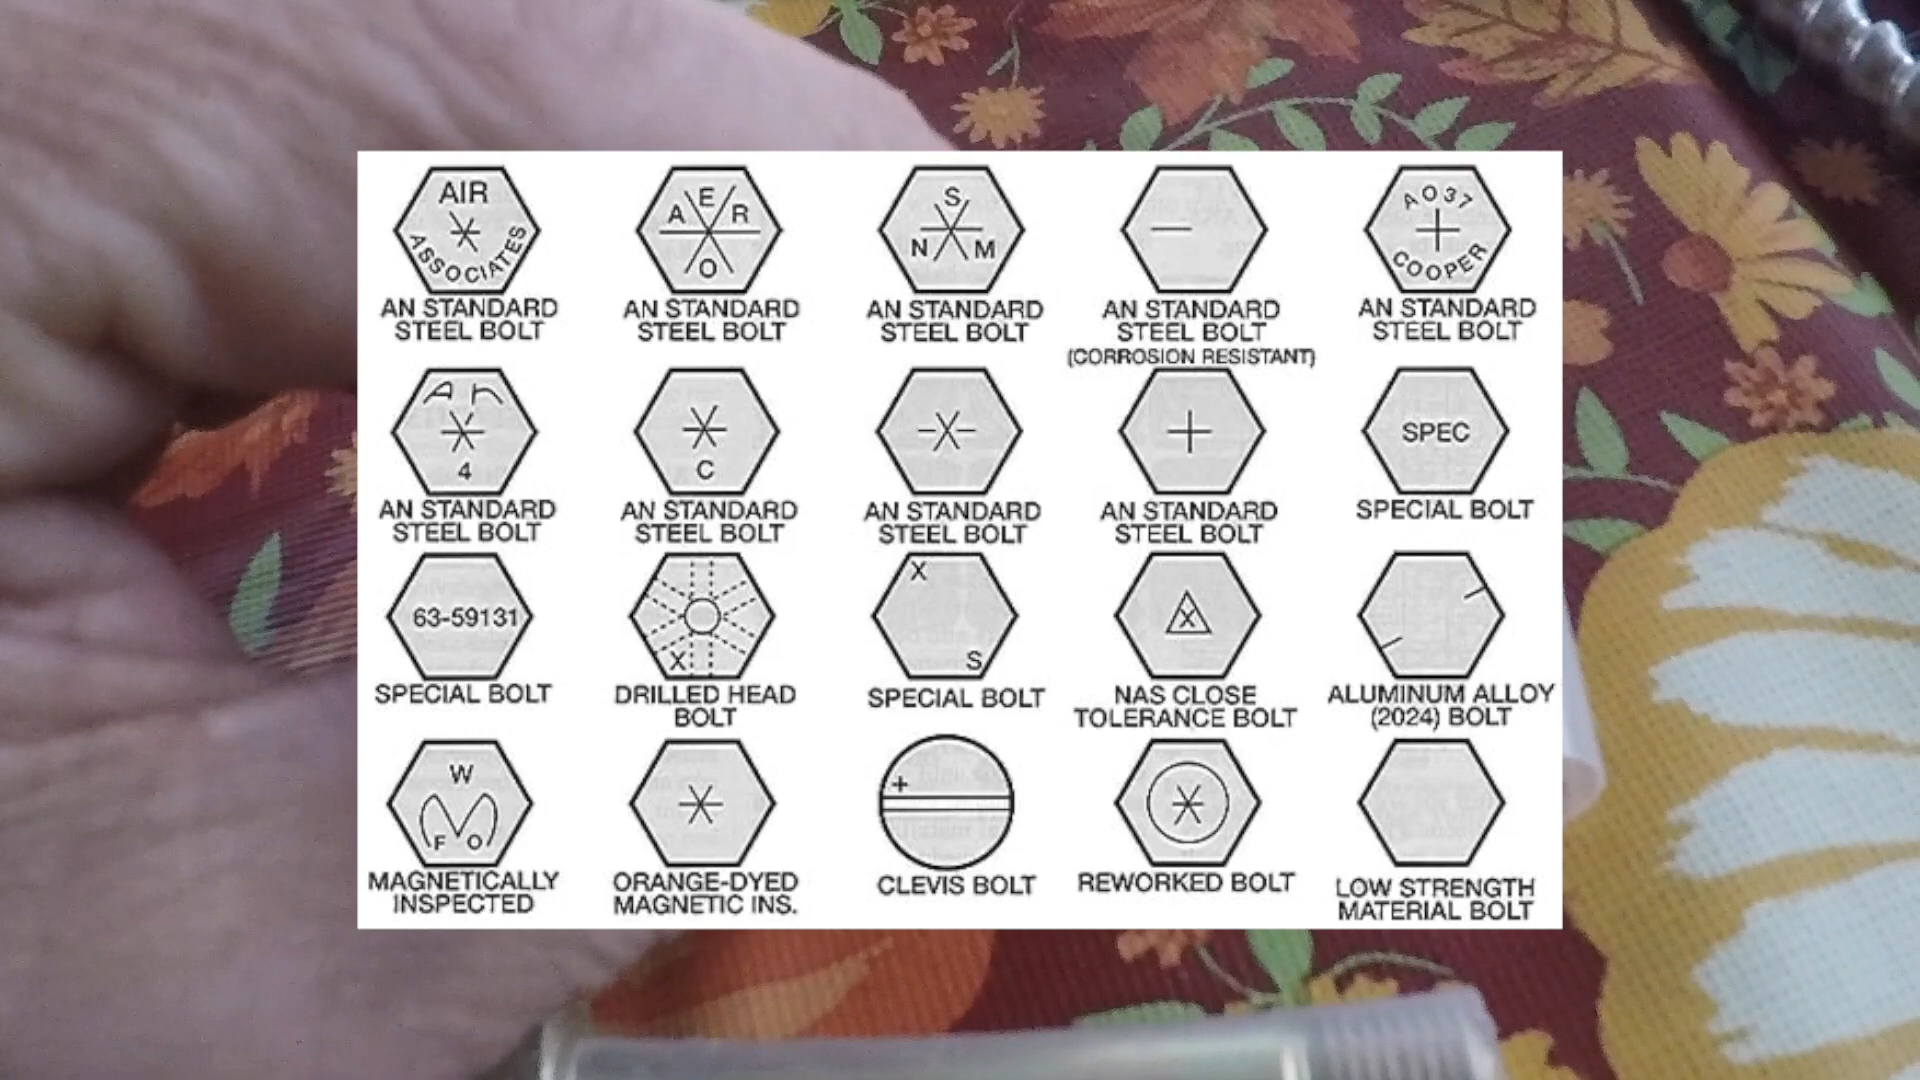 AIR
ASSOCIATES
AN STANDARD
STEEL BOLT
A E R
O
AN STANDARD
STEEL BOLT
S
N M
AN STANDARD
STEEL BOLT
AN STANDARD
STEEL BOLT
(CORROSION RESISTANT)
AO37
COOPER
AN STANDARD
STEEL BOLT
4
AN STANDARD
STEEL BOLT
C
AN STANDARD
STEEL BOLT
X
AN STANDARD
STEEL BOLT
AN STANDARD
STEEL BOLT
SPEC
SPECIAL BOLT
63-59131
SPECIAL BOLT
X
DRILLED HEAD
BOLT
X
S
SPECIAL BOLT
X
NAS CLOSE
TOLERANCE BOLT
ALUMINUM ALLOY
(2024) BOLT
W
F O
MAGNETICALLY
INSPECTED
ORANGE-DYED
MAGNETIC INS.
+
CLEVIS BOLT
REWORKED BOLT
LOW STRENGTH
MATERIAL BOLT